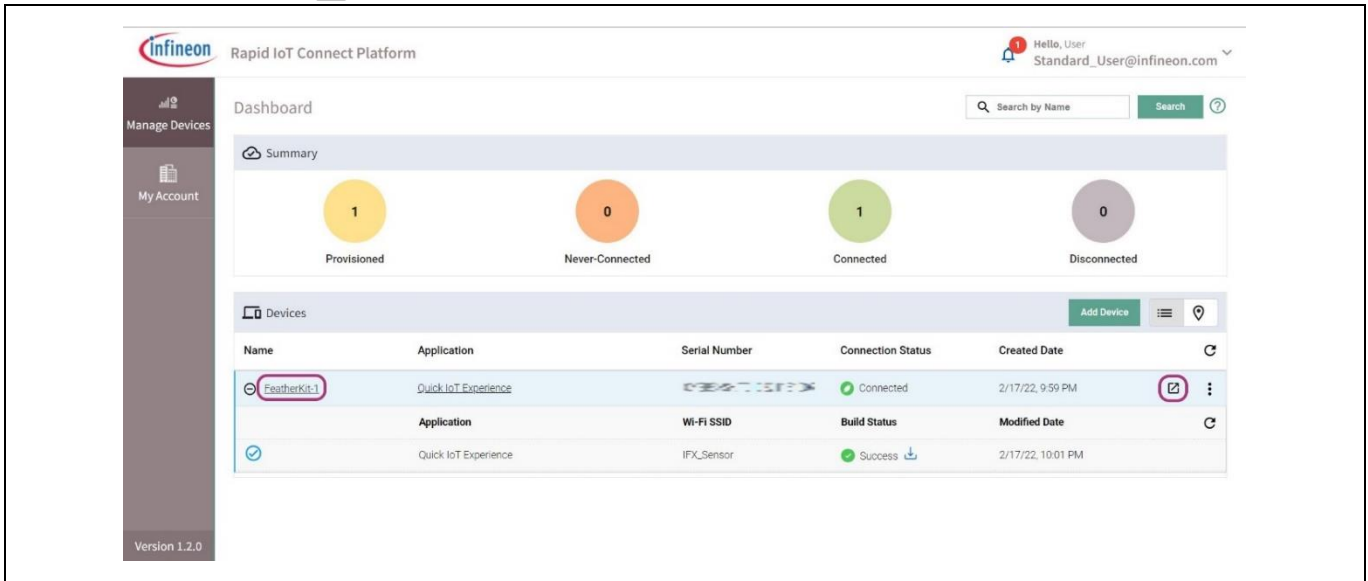 infineon
Rapid IoT Connect Platform
1
Hello, User
Standard_User@infineon.com
Manage Devices
My Account
Dashboard
Search by Name
Search
?
Summary
1
0
1
0
Provisioned
Never-Connected
Connected
Disconnected
Devices
Add Device
Name Application Serial Number Connection Status Created Date
FeatherKit-1 Quick IoT Experience Connected 2/17/22, 9:59 PM
Application Wi-Fi SSID Build Status Modified Date
Quick IoT Experience IFX_Sensor Success 2/17/22, 10:01 PM
Version 1.2.0